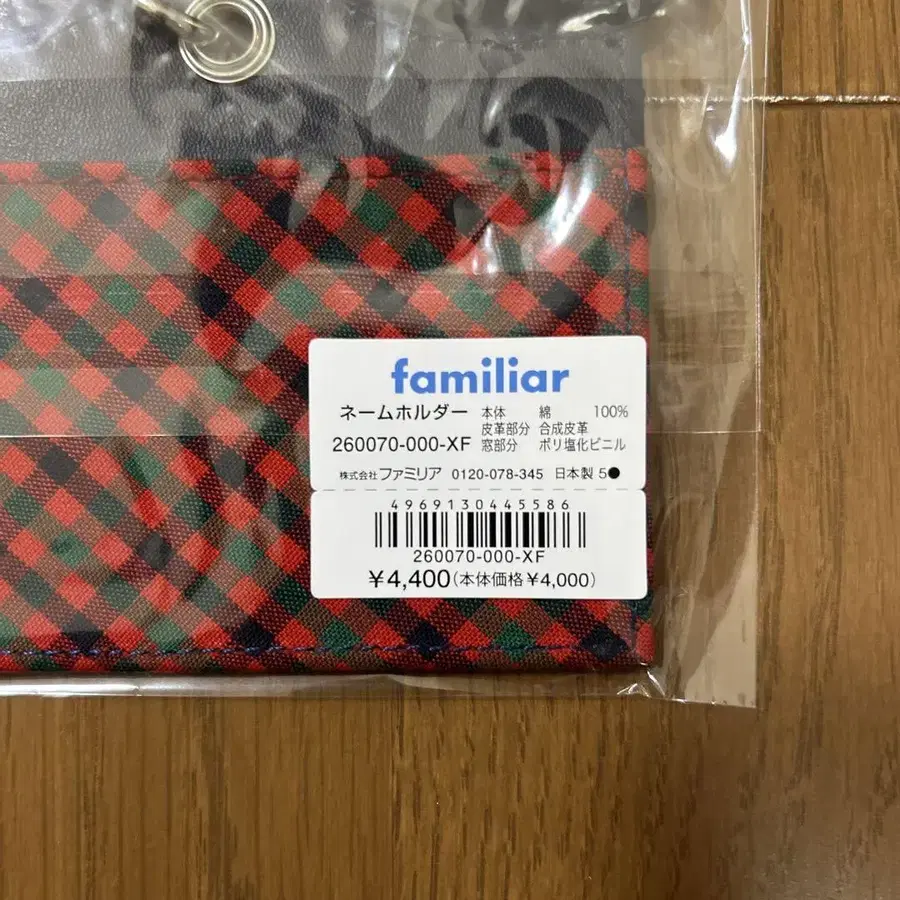 familiar
ネームホルダー 本体 綿 100%
皮革部分 合成皮革
260070-000-XF 窓部分 ポリ塩化ビニル
株式会社ファミリア 0120-078-345 日本製 5●
4969130445586
260070-000-XF
¥4,400(本体価格¥4,000)